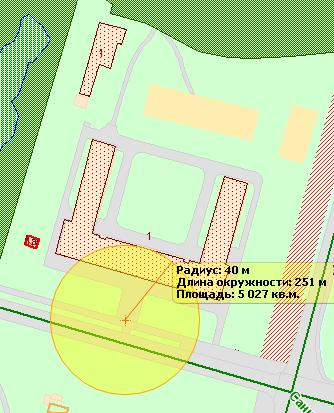 1
1
Радиус: 40 м
Длина окружности: 251 м
Площадь: 5 027 кв.м.